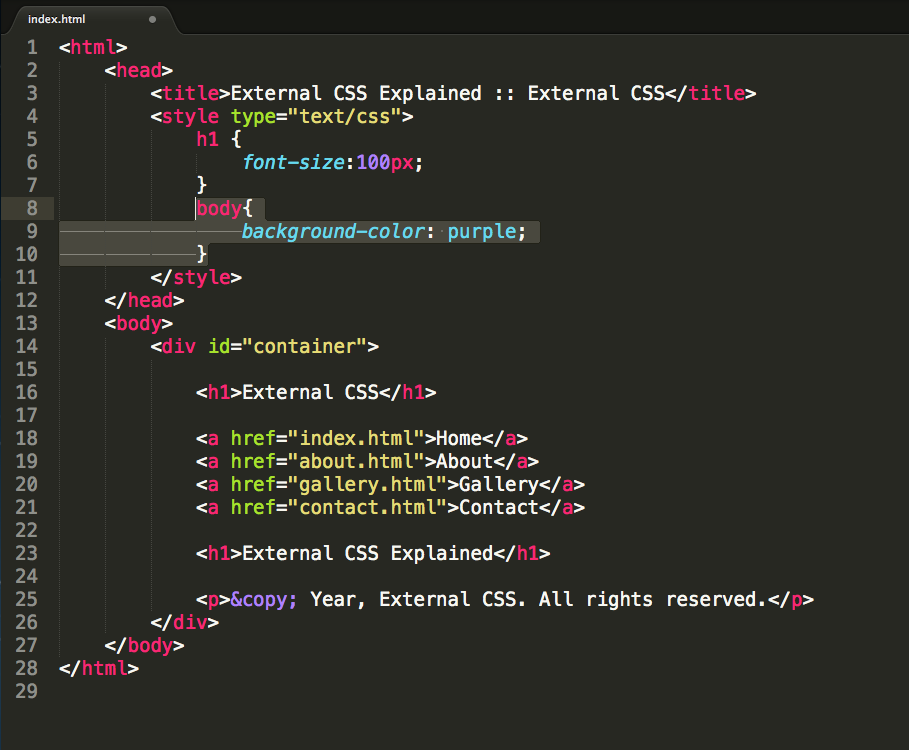 index.html
1 <html>
2     <head>
3         <title>External CSS Explained :: External CSS</title>
4         <style type="text/css">
5             h1 {
6                 font-size:100px;
7             }
8             body{
9                 background-color: purple;
10             }
11         </style>
12     </head>
13     <body>
14         <div id="container">
15
16             <h1>External CSS</h1>
17
18             <a href="index.html">Home</a>
19             <a href="about.html">About</a>
20             <a href="gallery.html">Gallery</a>
21             <a href="contact.html">Contact</a>
22
23             <h1>External CSS Explained</h1>
24
25             <p>&copy; Year, External CSS. All rights reserved.</p>
26         </div>
27     </body>
28 </html>
29